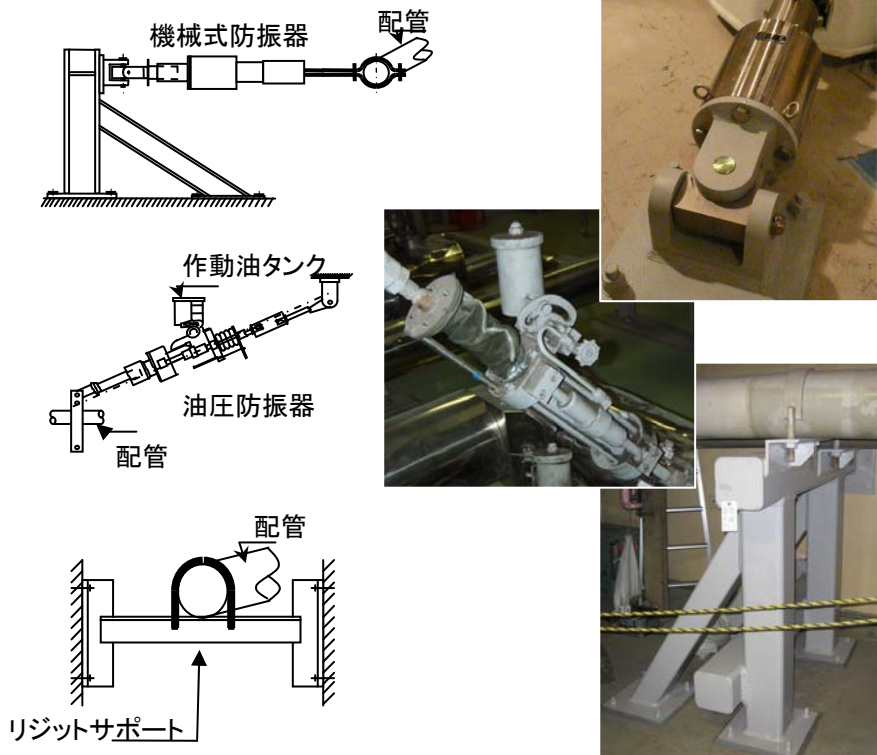 機械式防振器
配管
作動油タンク
油圧防振器
配管
配管
リジットサポート